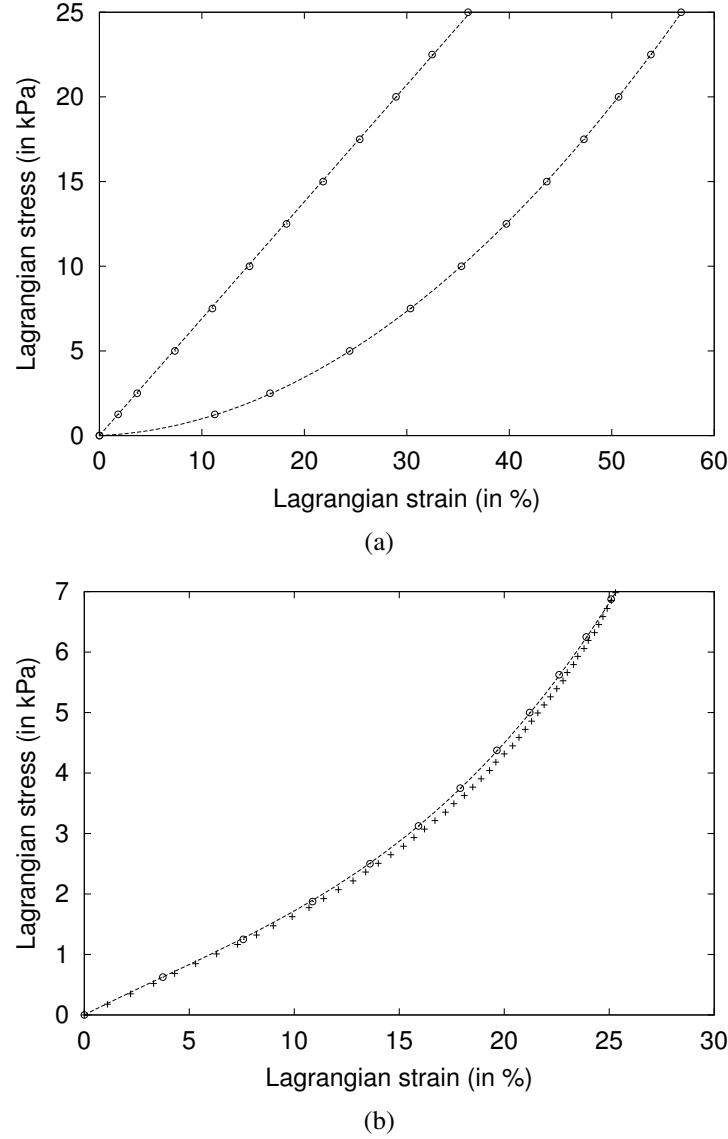 25
20
15
10
5
0
Lagrangian stress (in kPa)
0 10 20 30 40 50 60
Lagrangian strain (in %)
(a)
7
6
5
4
3
2
1
0
Lagrangian stress (in kPa)
0 5 10 15 20 25 30
Lagrangian strain (in %)
(b)